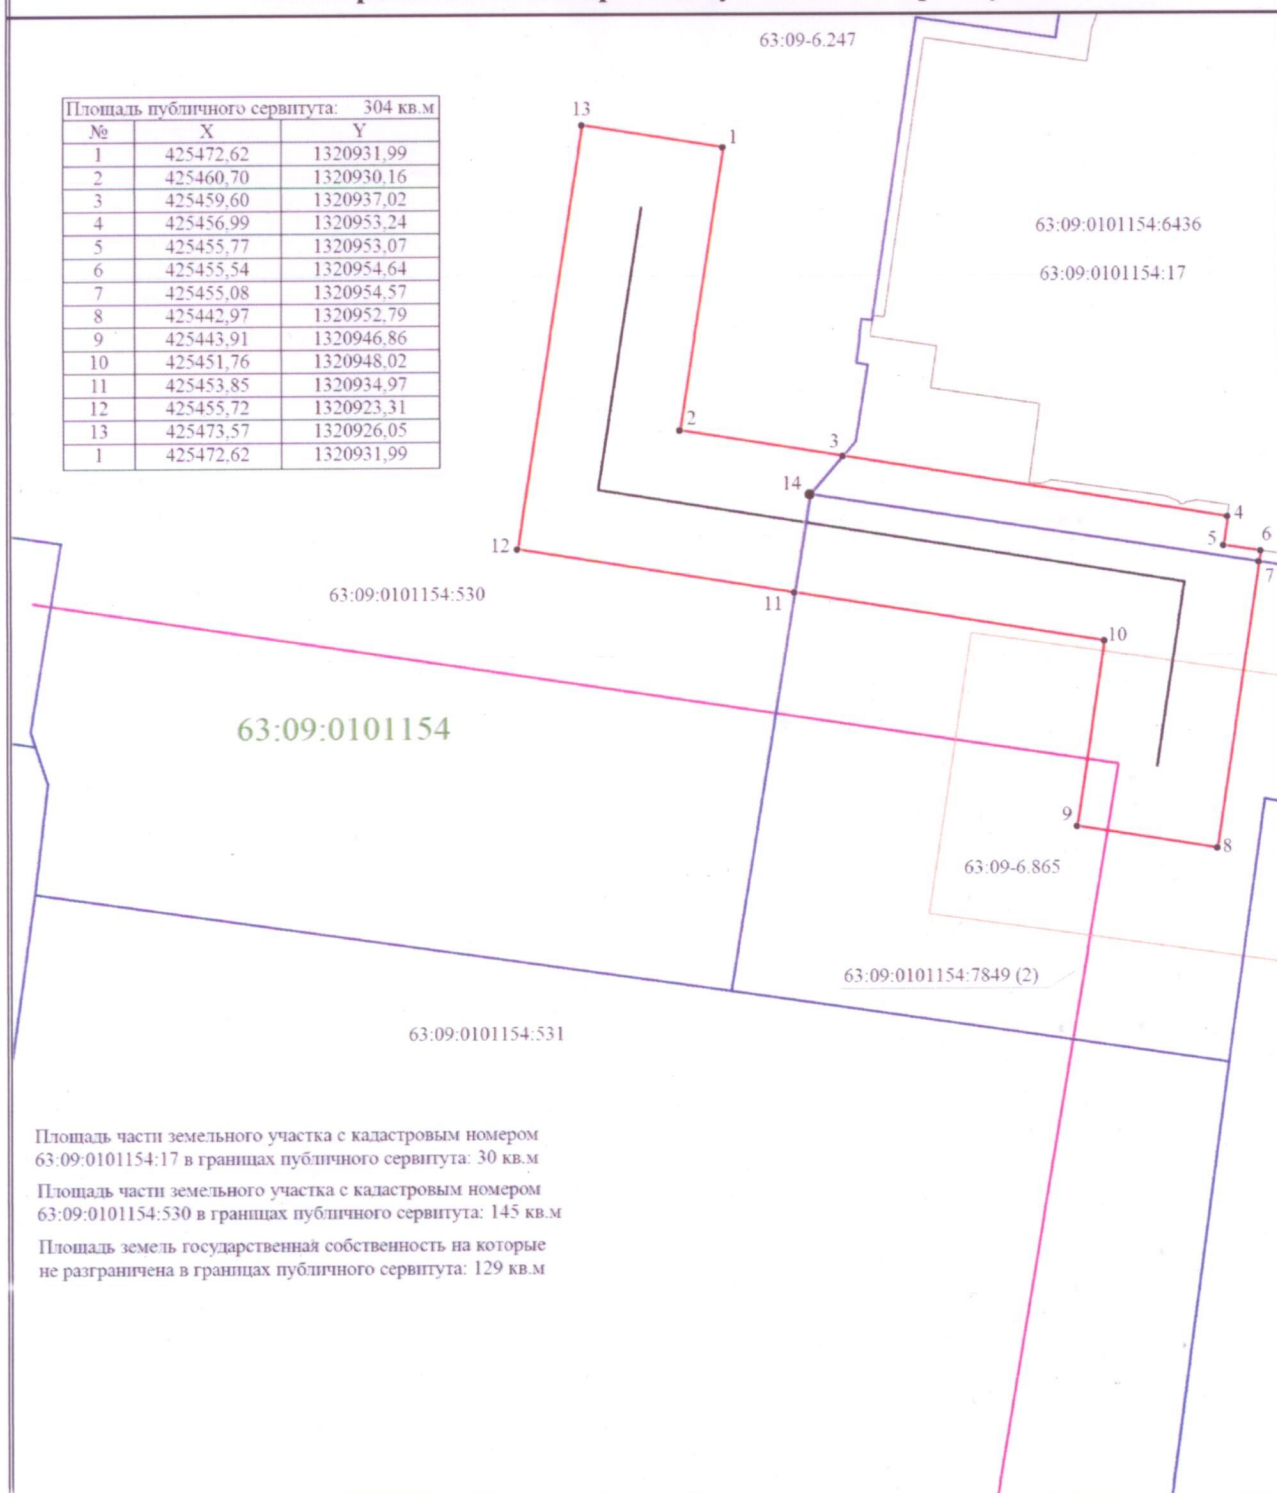 63:09-6.247
Площадь публичного сервитута: 304 кв.м
№ X Y
1 425472,62 1320931,99
2 425460,70 1320930,16
3 425459,60 1320937,02
4 425456,99 1320953,24
5 425455,77 1320953,07
6 425455,54 1320954,64
7 425455,08 1320954,57
8 425442,97 1320952,79
9 425443,91 1320946,86
10 425451,76 1320948,02
11 425453,85 1320934,97
12 425455,72 1320923,31
13 425473,57 1320926,05
1 425472,62 1320931,99
13
1
63:09:0101154:6436
63:09:0101154:17
2
3
14
4
5
6
7
12
63:09:0101154:530
11
10
63:09:0101154
9
8
63:09-6.865
63:09:0101154:7849 (2)
63:09:0101154:531
Площадь части земельного участка с кадастровым номером
63:09:0101154:17 в границах публичного сервитута: 30 кв.м
Площадь части земельного участка с кадастровым номером
63:09:0101154:530 в границах публичного сервитута: 145 кв.м
Площадь земель государственная собственность на которые
не разграничена в границах публичного сервитута: 129 кв.м